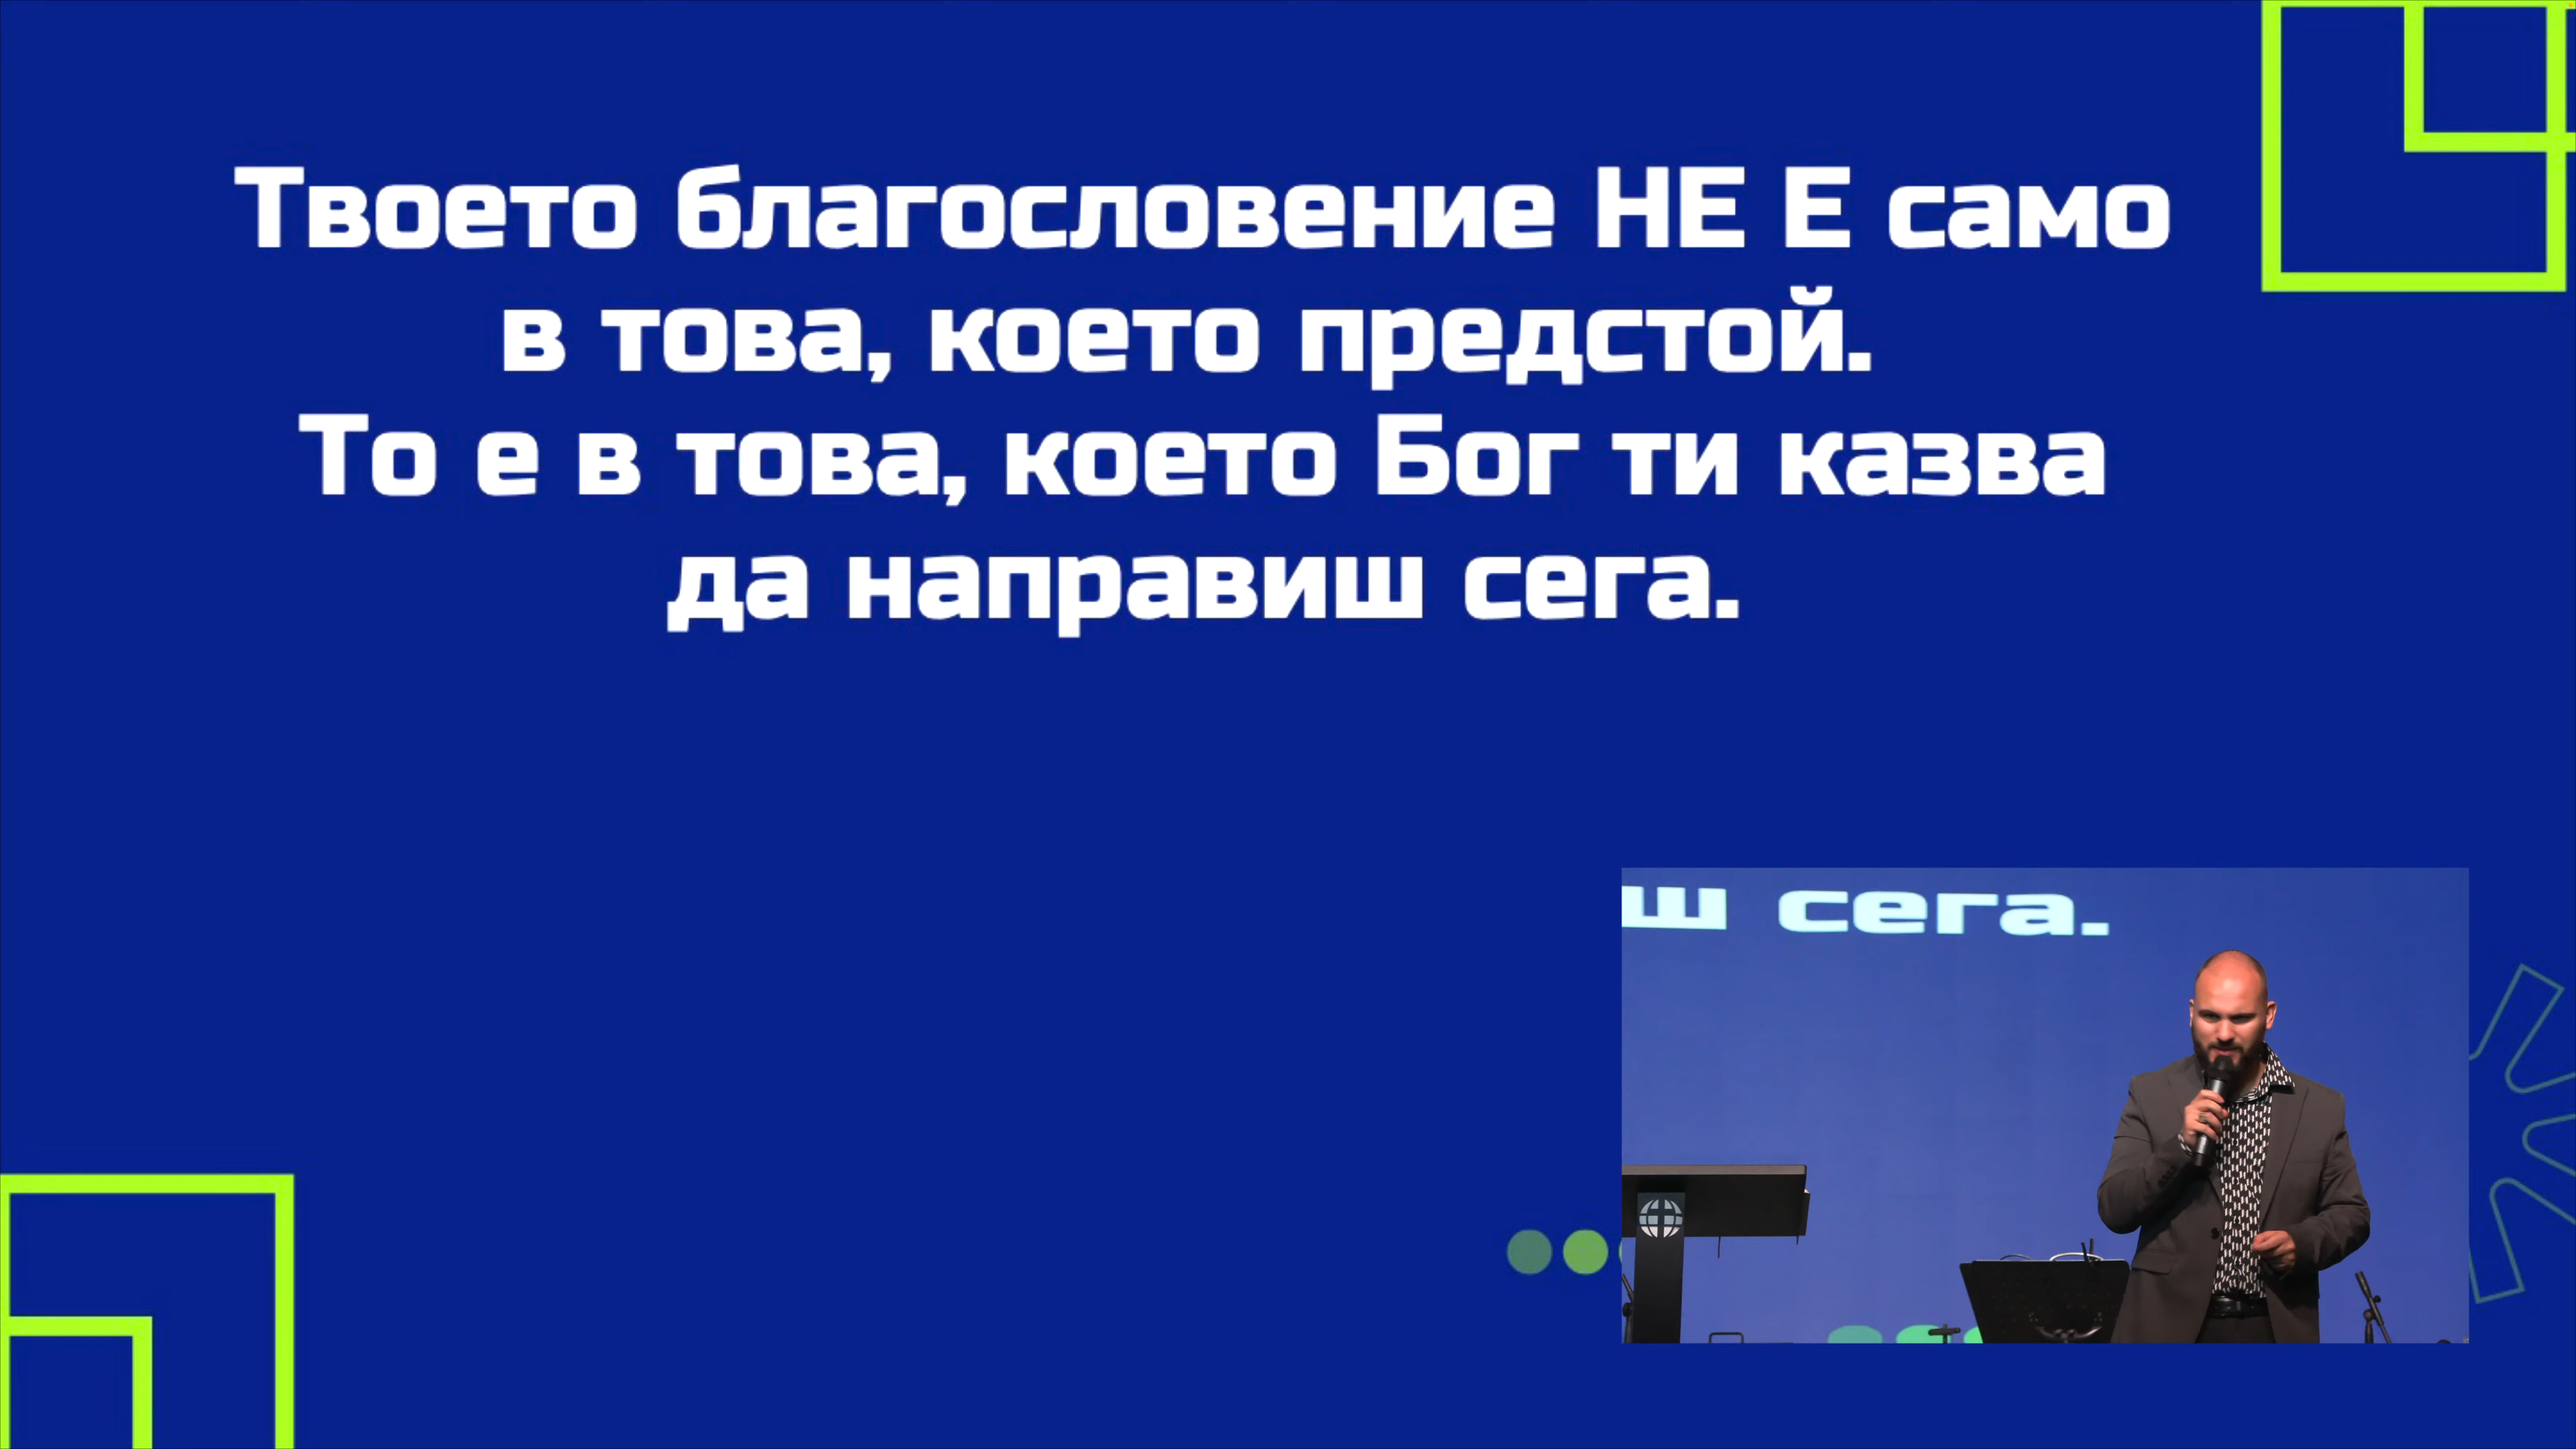 Твоето благословение НЕ Е само
в това, което предстой.
То е в това, което Бог ти казва
да направиш сега.
ш сега.